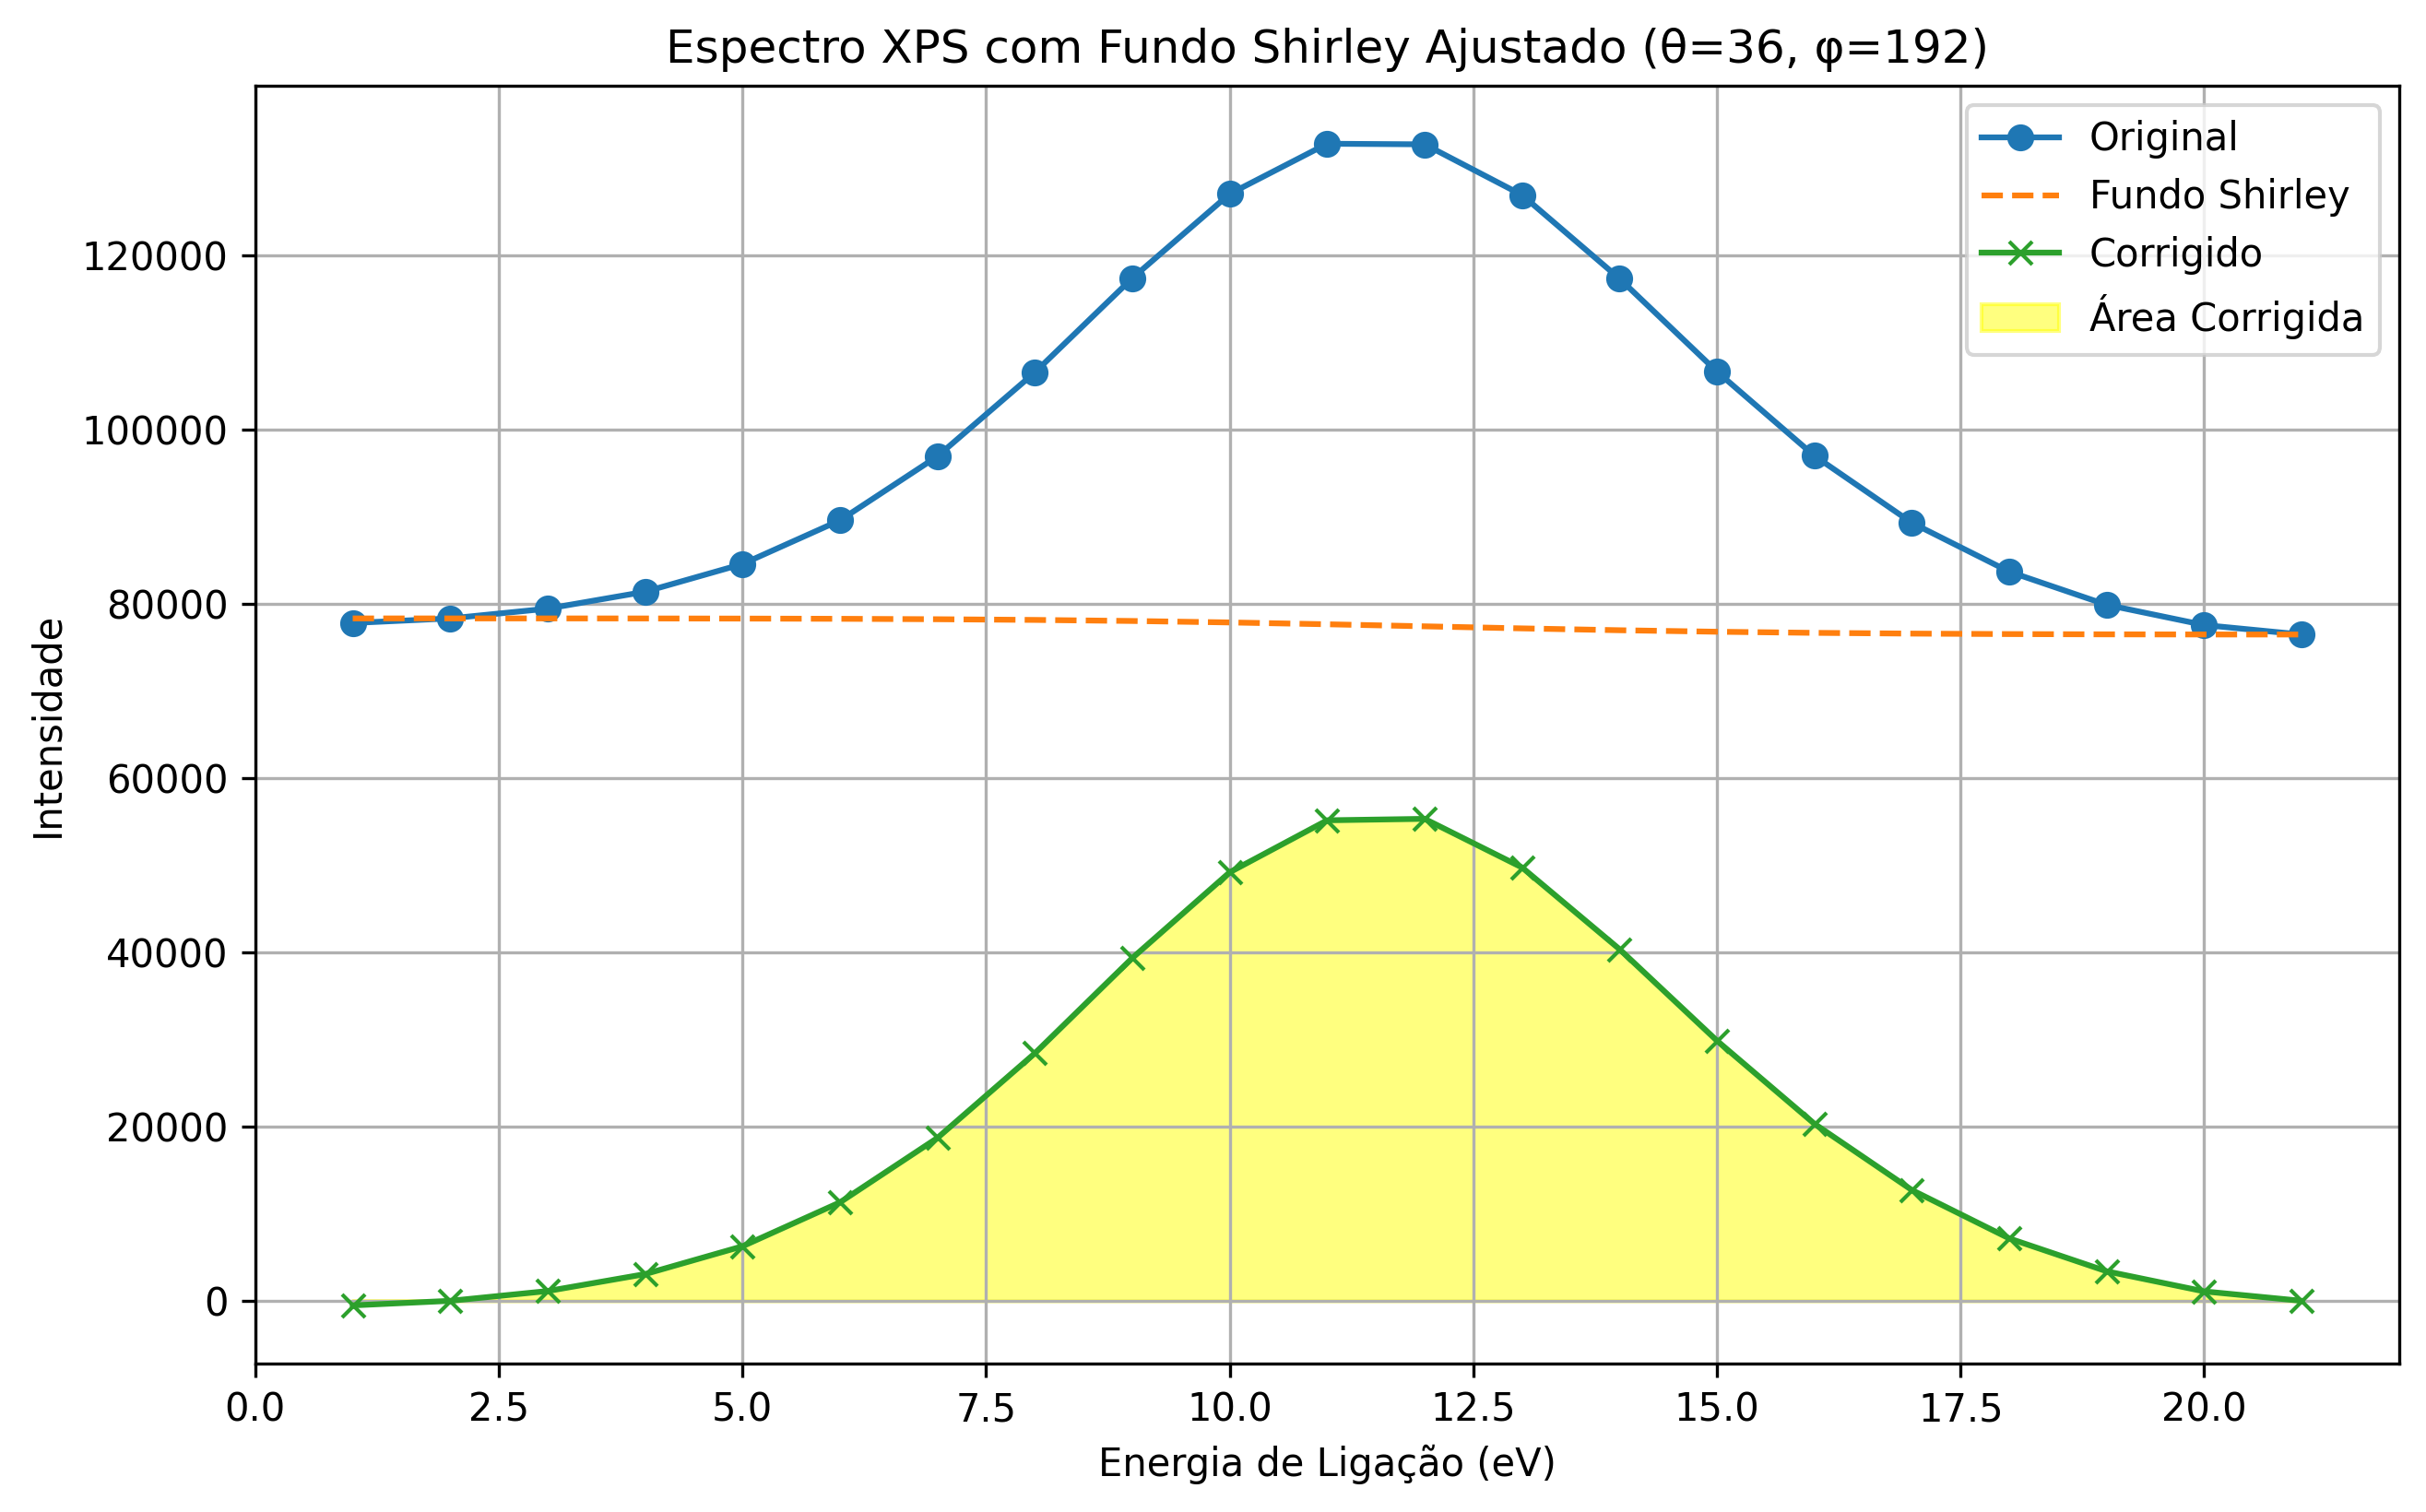 Espectro XPS com Fundo Shirley Ajustado (θ=36, φ=192)
Original
Fundo Shirley
Corrigido
Área Corrigida
Intensidade
120000
100000
80000
60000
40000
20000
0
0.0 2.5 5.0 7.5 10.0 12.5 15.0 17.5 20.0
Energia de Ligação (eV)